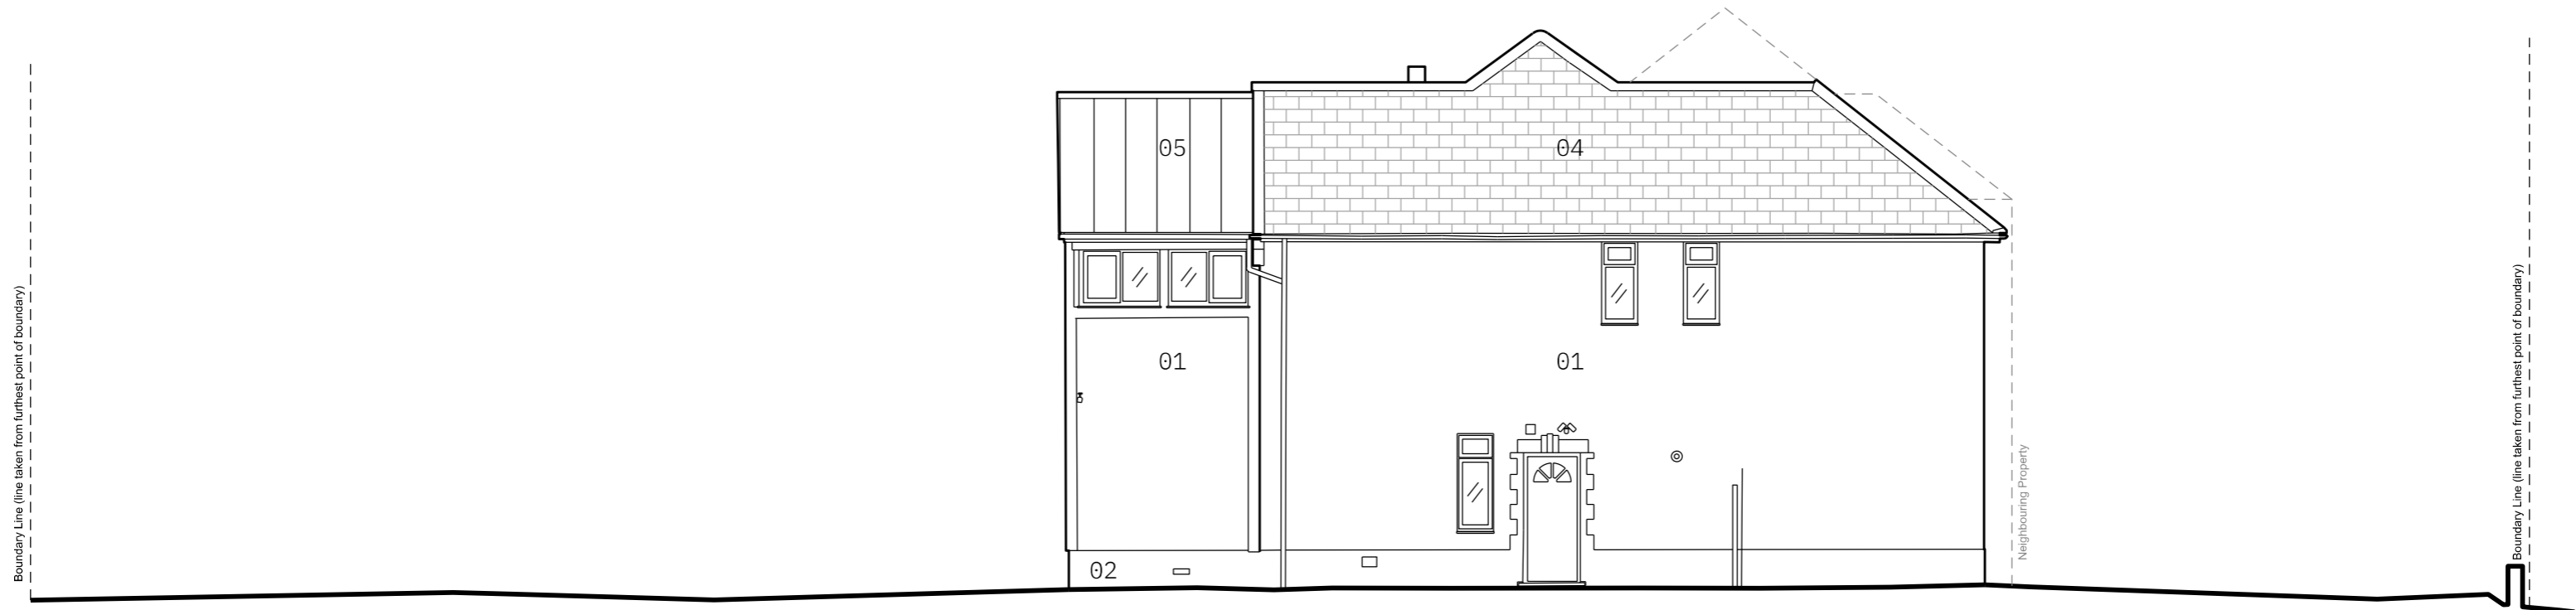 05
04
01
01
02
Boundary Line (line taken from furthest point of boundary)
Neighbouring Property
Boundary Line (line taken from furthest point of boundary)